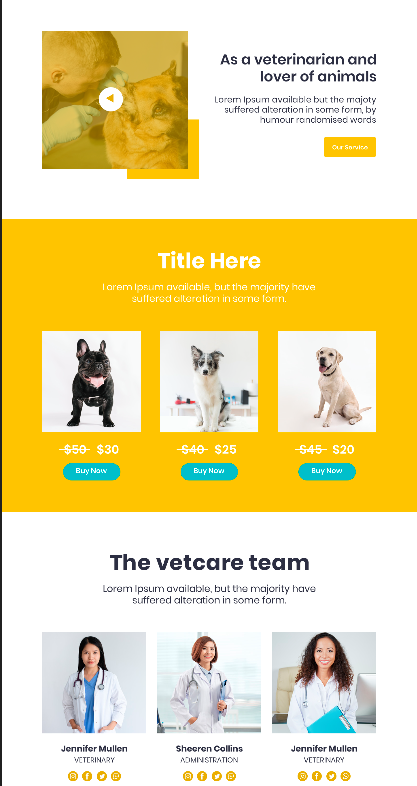 As a veterinarian and
lover of animals
Lorem Ipsum available but the majoty
suffered alteration in some form, by
humour randomised words
Our Service
Title Here
Lorem Ipsum available, but the majority have
suffered alteration in some form.
$50 $30
$40 $25
$45 $20
Buy Now
Buy Now
Buy Now
The vetcare team
Lorem Ipsum available, but the majority have
suffered alteration in some form.
Jennifer Mullen
VETERINARY
Sheeren Collins
ADMINISTRATION
Jennifer Mullen
VETERINARY